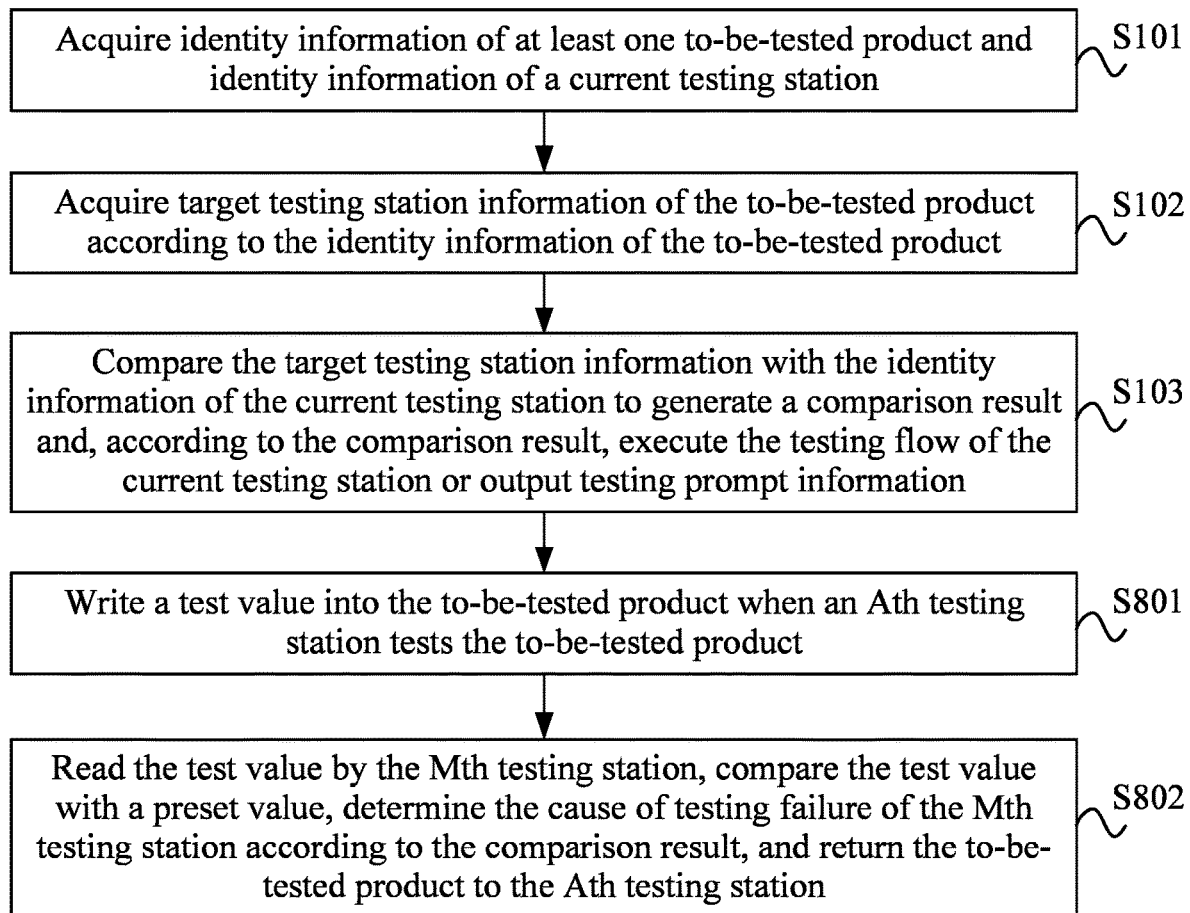 Acquire identity information of at least one to-be-tested product and
identity information of a current testing station
S101
Acquire target testing station information of the to-be-tested product
according to the identity information of the to-be-tested product
S102
Compare the target testing station information with the identity
information of the current testing station to generate a comparison result
and, according to the comparison result, execute the testing flow of the
current testing station or output testing prompt information
S103
Write a test value into the to-be-tested product when an Ath testing
station tests the to-be-tested product
S801
Read the test value by the Mth testing station, compare the test value
with a preset value, determine the cause of testing failure of the Mth
testing station according to the comparison result, and return the to-be-
tested product to the Ath testing station
S802